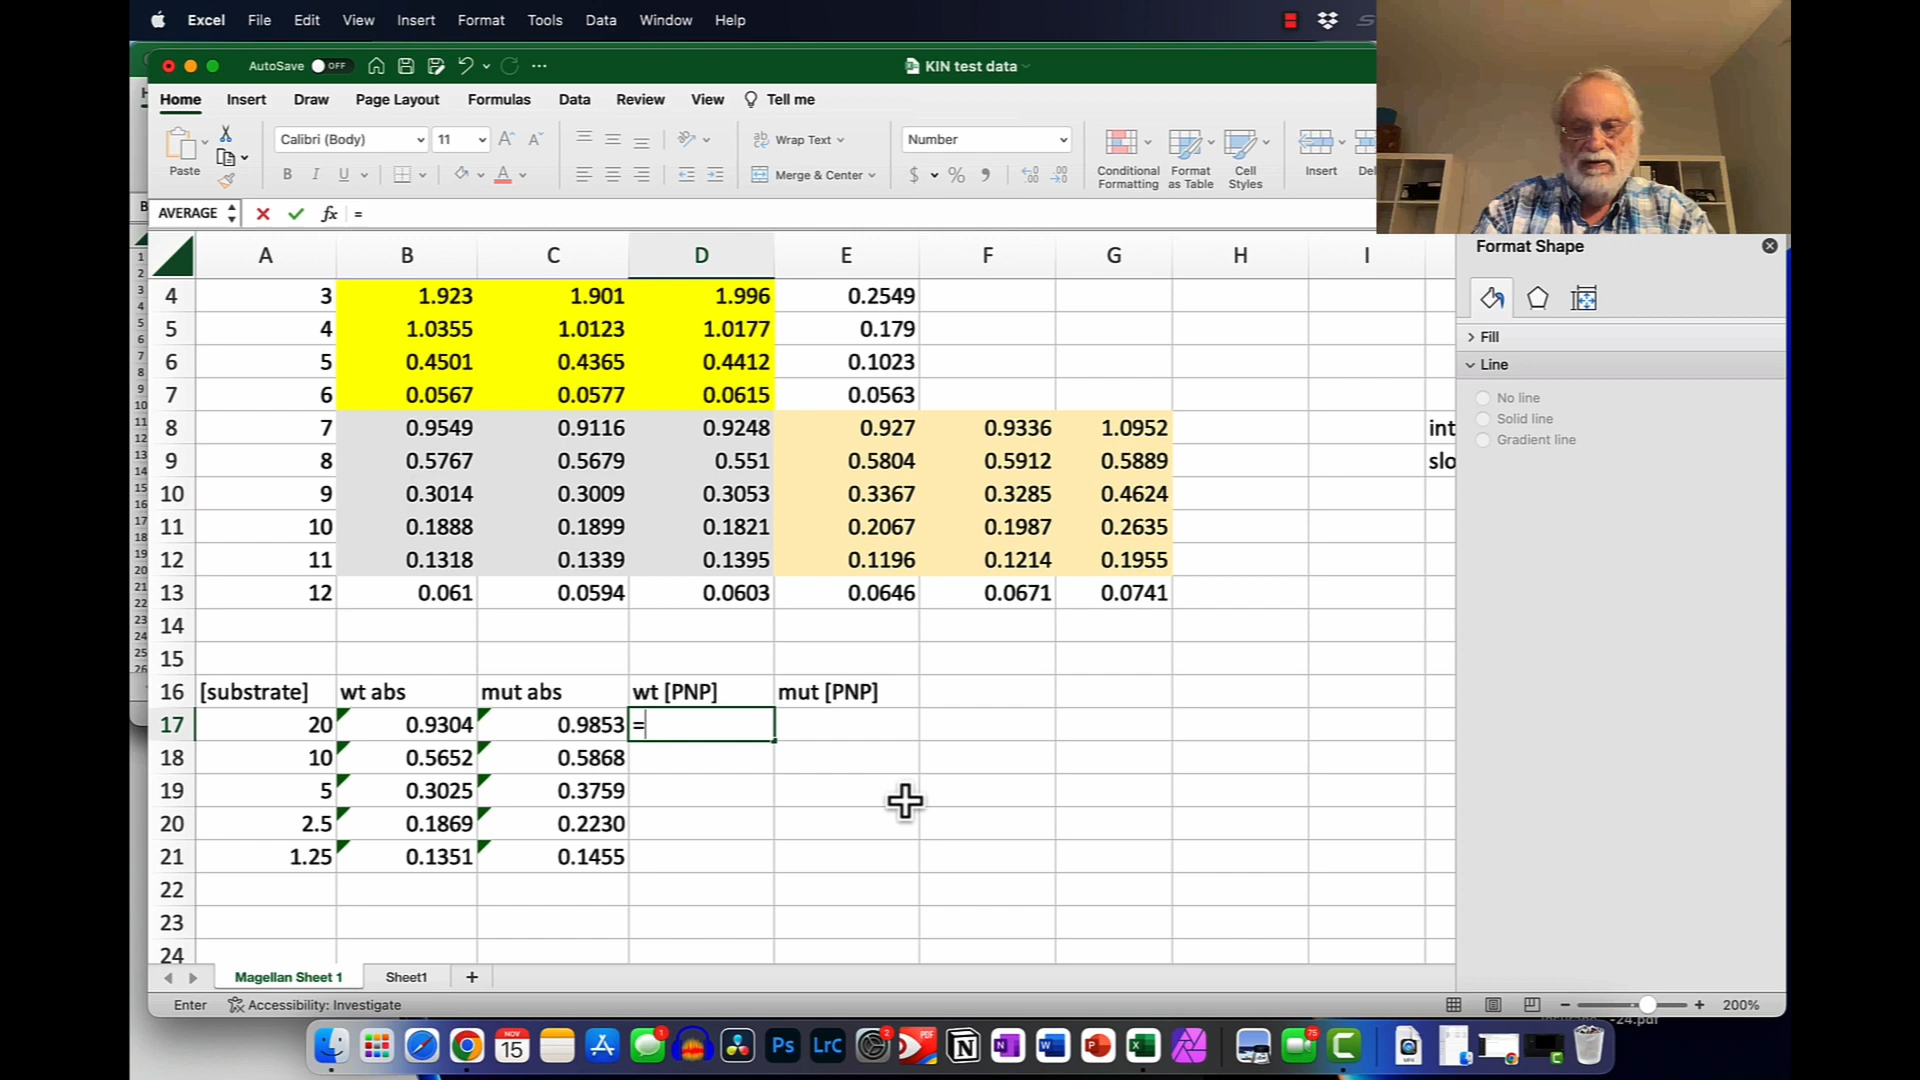 Excel File Edit View Insert Format Tools Data Window Help
AutoSave OFF KIN test data
Home Insert Draw Page Layout Formulas Data Review View Tell me
Paste Calibri (Body) 11 Wrap Text Number
B I U Merge & Center $ % Conditional Formatting Format as Table Cell Styles Insert
AVERAGE fx =
Format Shape
A B C D E F G H I
4 3 1.923 1.901 1.996 0.2549
5 4 1.0355 1.0123 1.0177 0.179
6 5 0.4501 0.4365 0.4412 0.1023
7 6 0.0567 0.0577 0.0615 0.0563
8 7 0.9549 0.9116 0.9248 0.927 0.9336 1.0952 int
9 8 0.5767 0.5679 0.551 0.5804 0.5912 0.5889 slo
10 9 0.3014 0.3009 0.3053 0.3367 0.3285 0.4624
11 10 0.1888 0.1899 0.1821 0.2067 0.1987 0.2635
12 11 0.1318 0.1339 0.1395 0.1196 0.1214 0.1955
13 12 0.061 0.0594 0.0603 0.0646 0.0671 0.0741
14
15
16 [substrate] wt abs mut abs wt [PNP] mut [PNP]
17 20 0.9304 0.9853 =
18 10 0.5652 0.5868
19 5 0.3025 0.3759
20 2.5 0.1869 0.2230
21 1.25 0.1351 0.1455
22
23
24
Fill
Line
No line
Solid line
Gradient line
Magellan Sheet 1 Sheet1 +
Enter Accessibility: Investigate 200%
-24.pdf
NOV 15 1 Ps LrC 2 PDF N N W P X 75